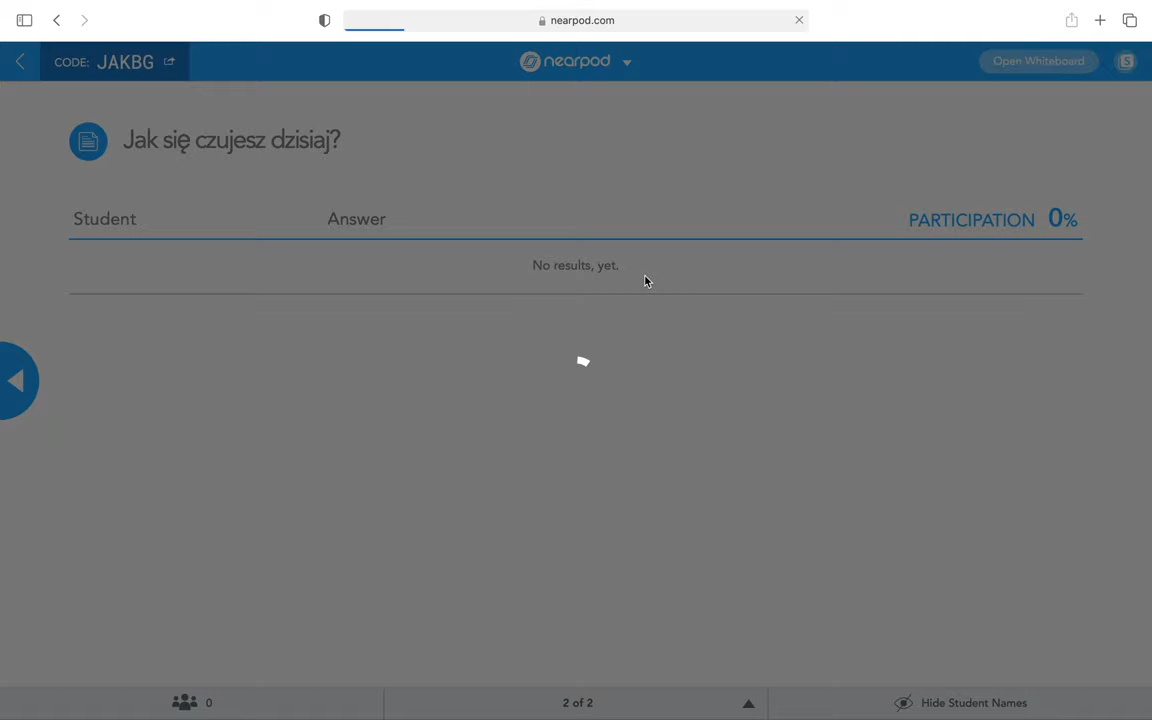 nearpod.com
CODE: JAKBG
nearpod
Open Whiteboard
S
Jak się czujesz dzisiaj?
Student Answer PARTICIPATION 0%
No results, yet.
0
2 of 2
Hide Student Names